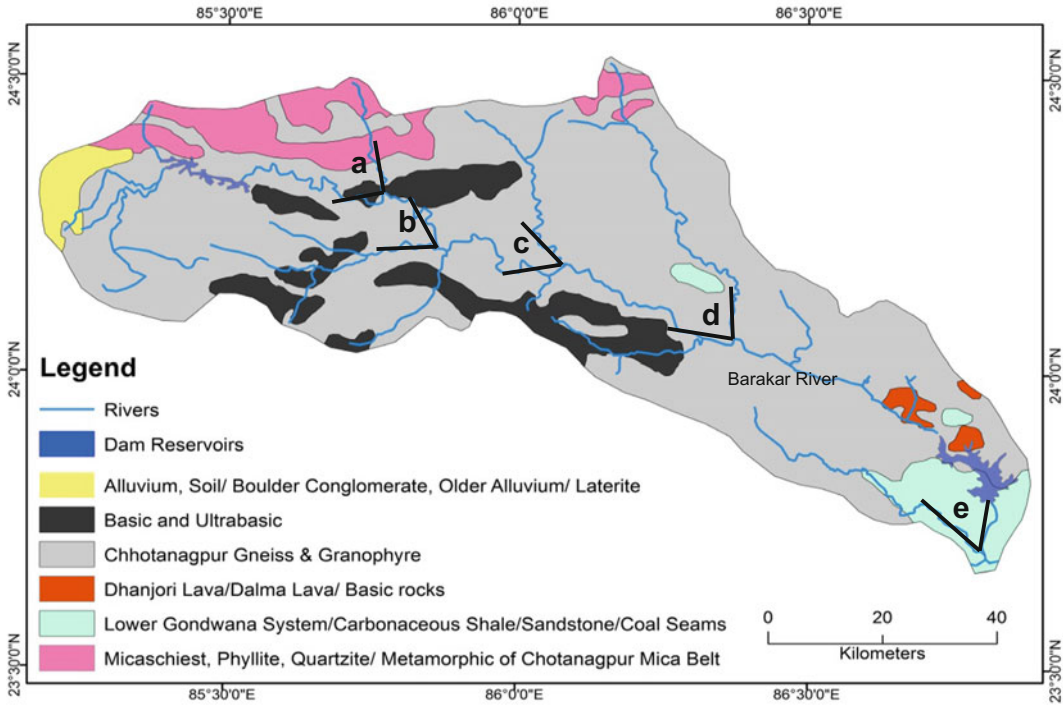 85°30'0"E 86°00'0"E 86°30'0"E
24°30'0"N 24°30'0"N
a
b
c
d
24°0'0"N 24°0'0"N
Barakar River
e
Legend
Rivers
Dam Reservoirs
Alluvium, Soil/ Boulder Conglomerate, Older Alluvium/ Laterite
Basic and Ultrabasic
Chhotanagpur Gneiss & Granophyre
Dhanjori Lava/Dalma Lava/ Basic rocks
Lower Gondwana System/Carbonaceous Shale/Sandstone/Coal Seams
Micaschiest, Phyllite, Quartzite/ Metamorphic of Chotanagpur Mica Belt
0 20 40
Kilometers
23°30'0"N 23°30'0"N
85°30'0"E 86°00'0"E 86°30'0"E